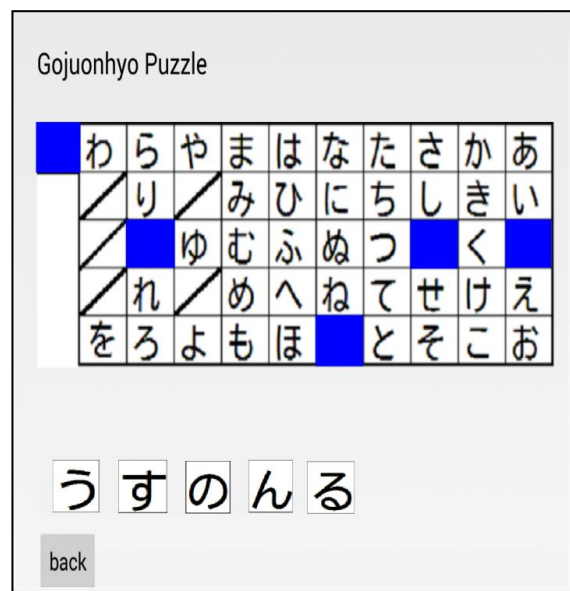 Gojuonhyo Puzzle
わ ら や ま は な た さ か あ
り み ひ に ち し き い
ゆ む ふ ぬ つ く
れ め へ ね て せ け え
を ろ よ も ほ と そ こ お
う す の ん る
back